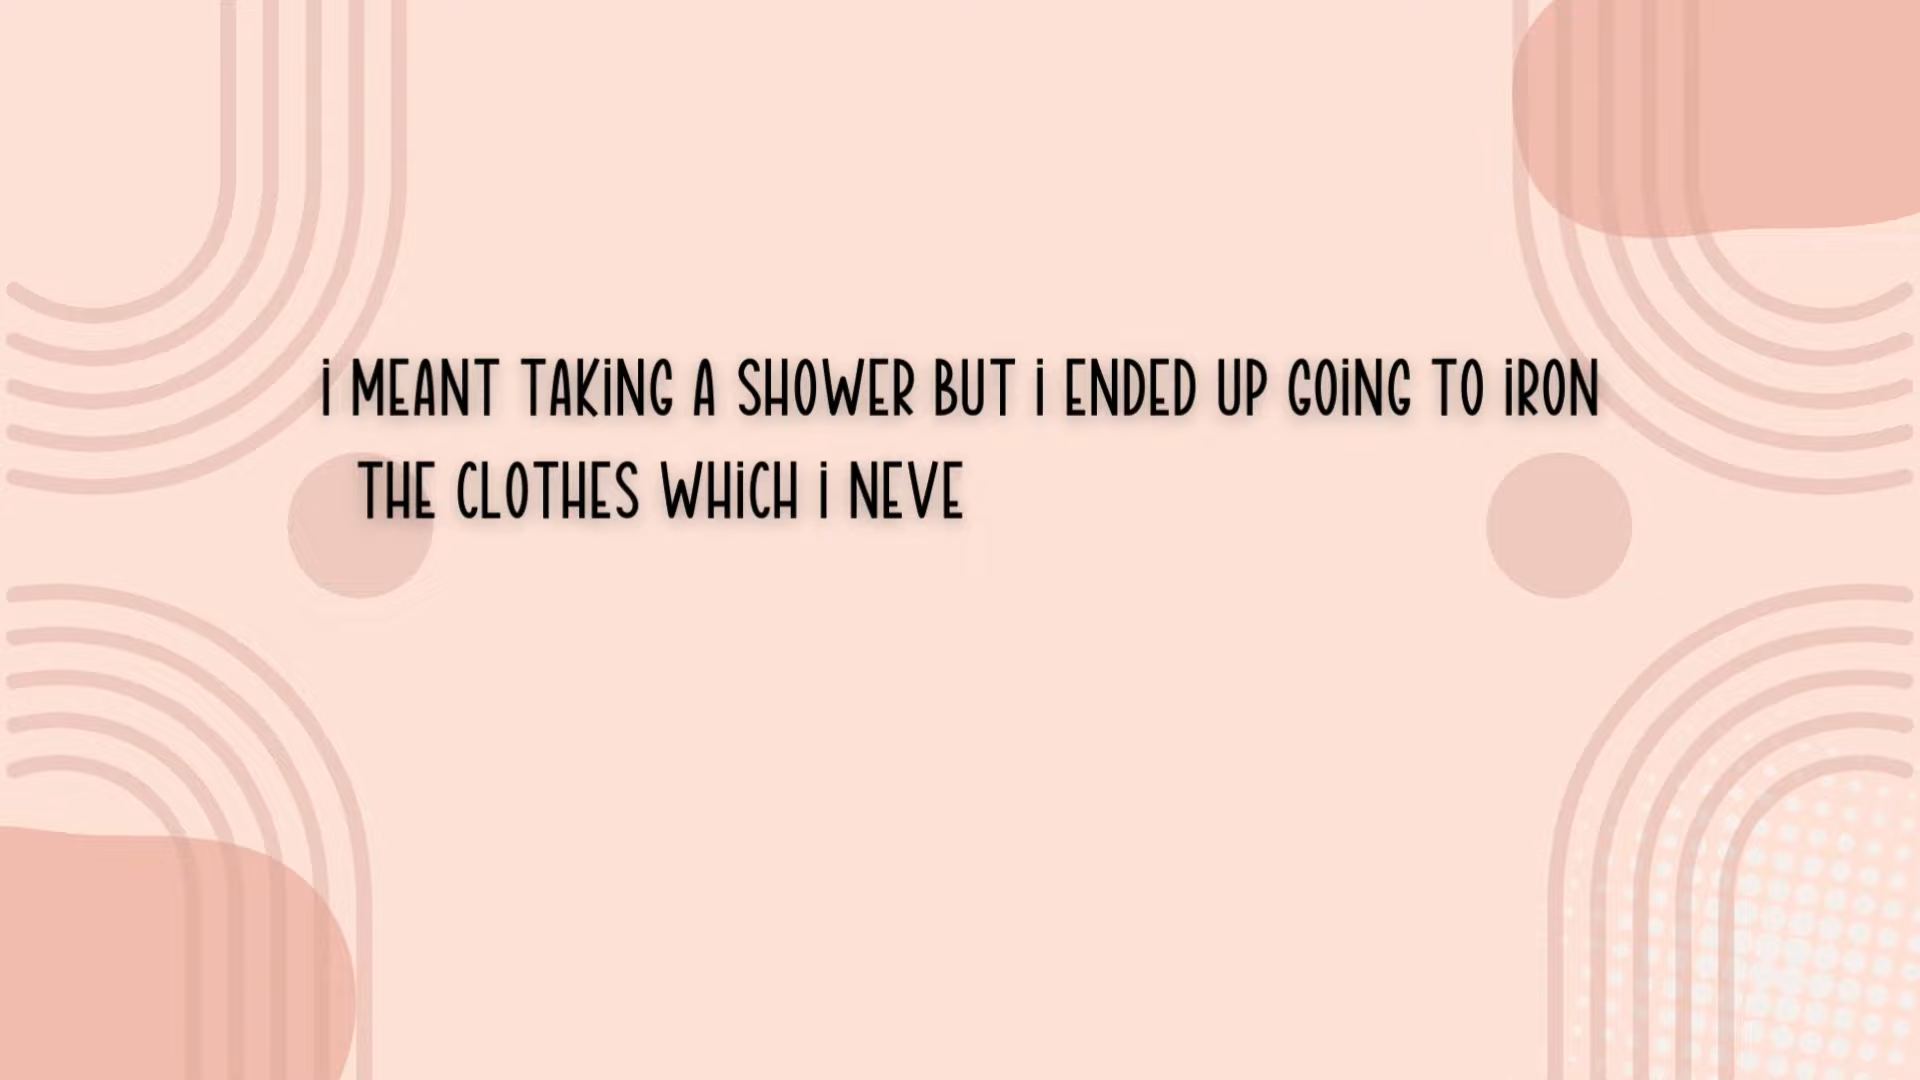 i MEANT TAKiNG A SHOWER BUT i ENDED UP GOiNG TO iRON
THE CLOTHES WHiCH i NEVE